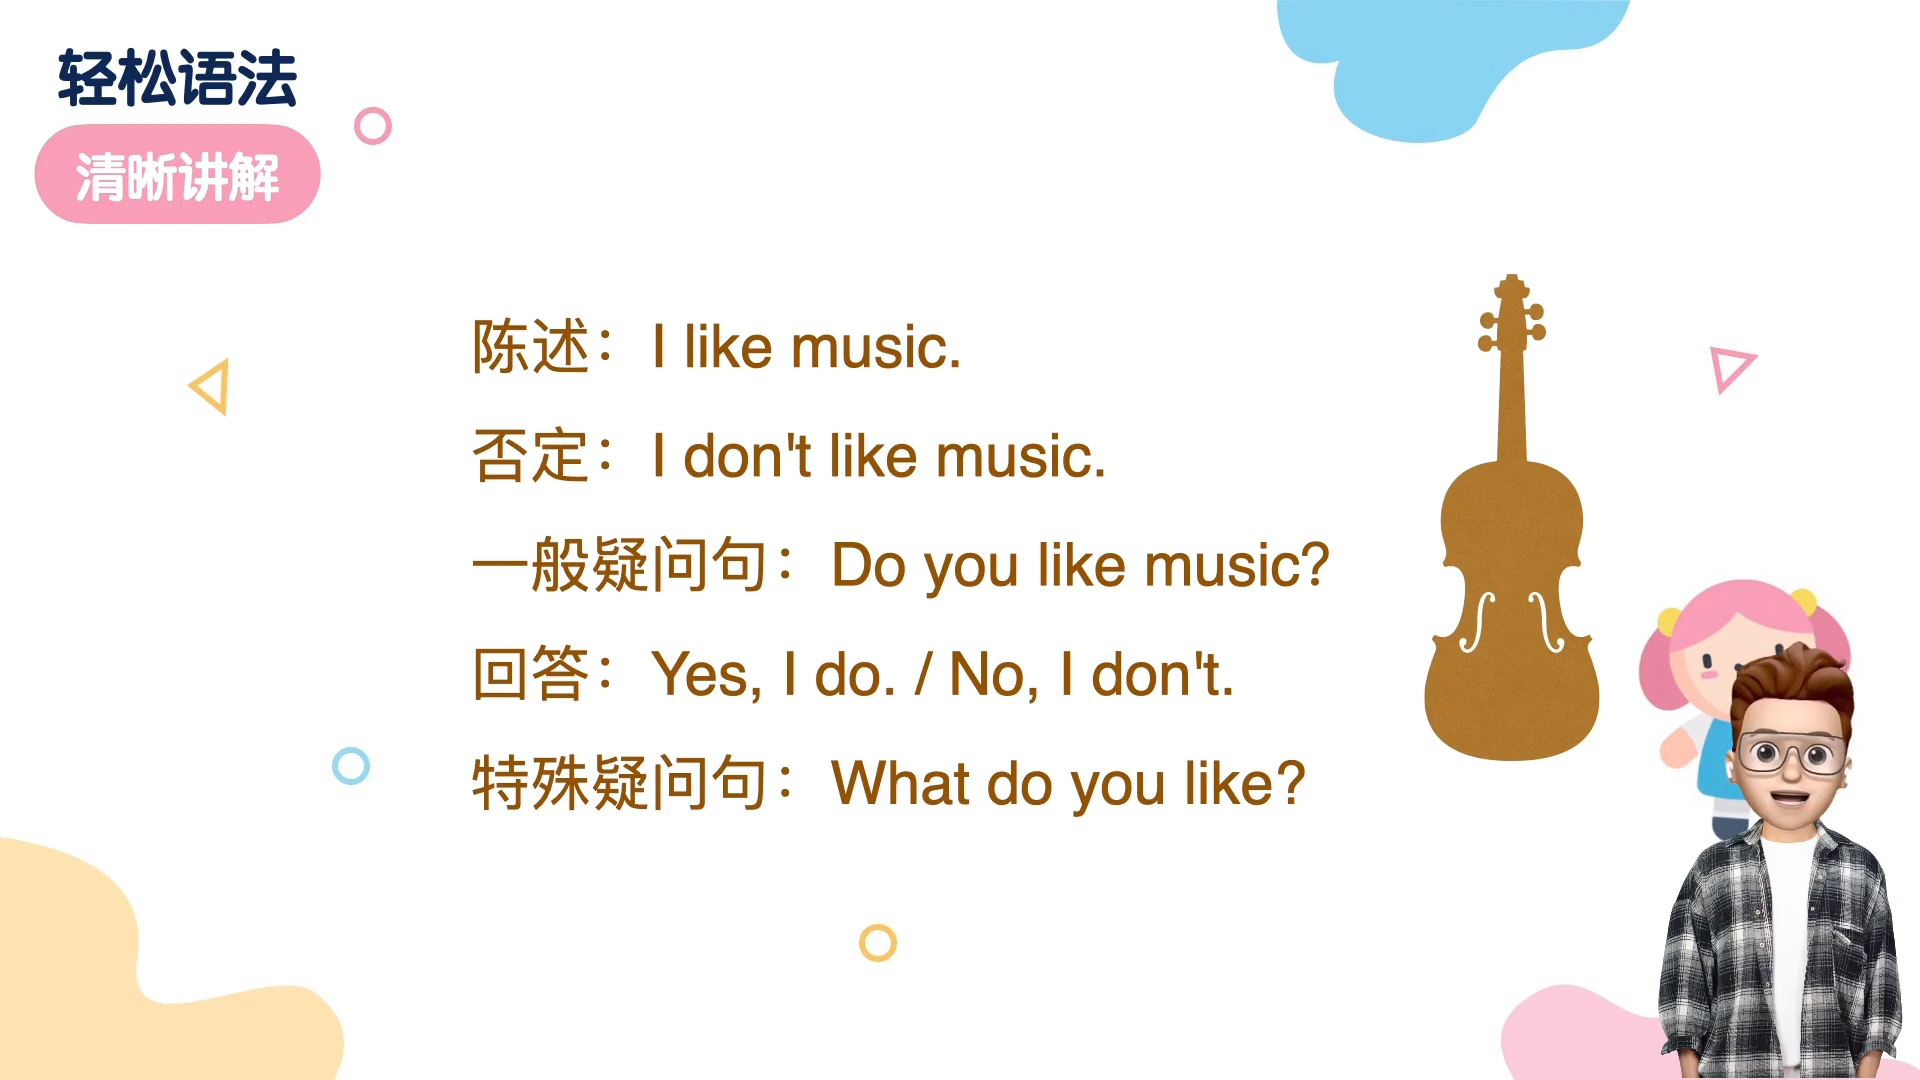 轻松语法
清晰讲解
陈述：I like music.
否定：I don't like music.
一般疑问句：Do you like music?
回答：Yes, I do. / No, I don't.
特殊疑问句：What do you like?